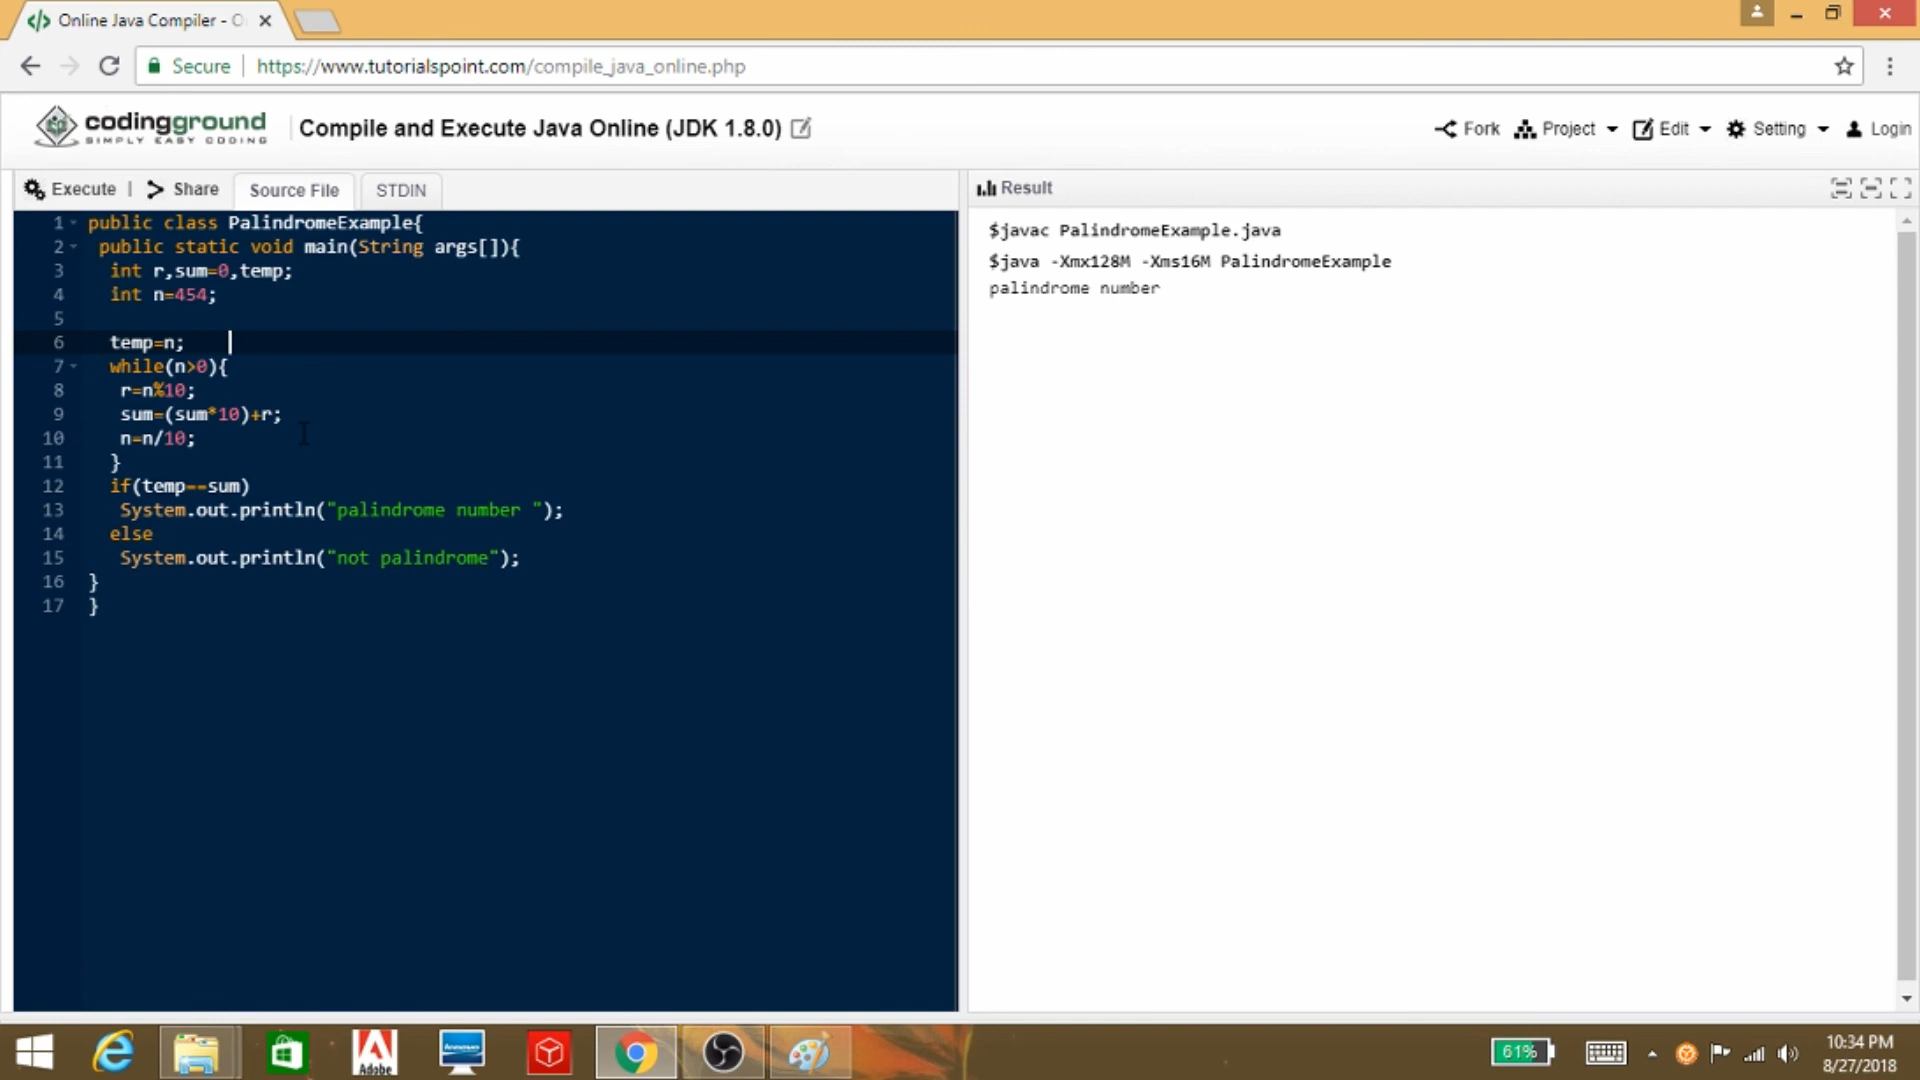 Online Java Compiler - O
Secure https://www.tutorialspoint.com/compile_java_online.php
codingground
SIMPLY EASY CODING
Compile and Execute Java Online (JDK 1.8.0)
Fork Project Edit Setting Login
Execute | Share Source File STDIN
Result
1 public class PalindromeExample{
2 public static void main(String args[]){
3 int r,sum=0,temp;
4 int n=454;
5
6 temp=n;
7 while(n>0){
8 r=n%10;
9 sum=(sum*10)+r;
10 n=n/10;
11 }
12 if(temp==sum)
13 System.out.println("palindrome number ");
14 else
15 System.out.println("not palindrome");
16 }
17 }
$javac PalindromeExample.java
$java -Xmx128M -Xms16M PalindromeExample
palindrome number
Adobe
lenovo
61%
10:34 PM
8/27/2018